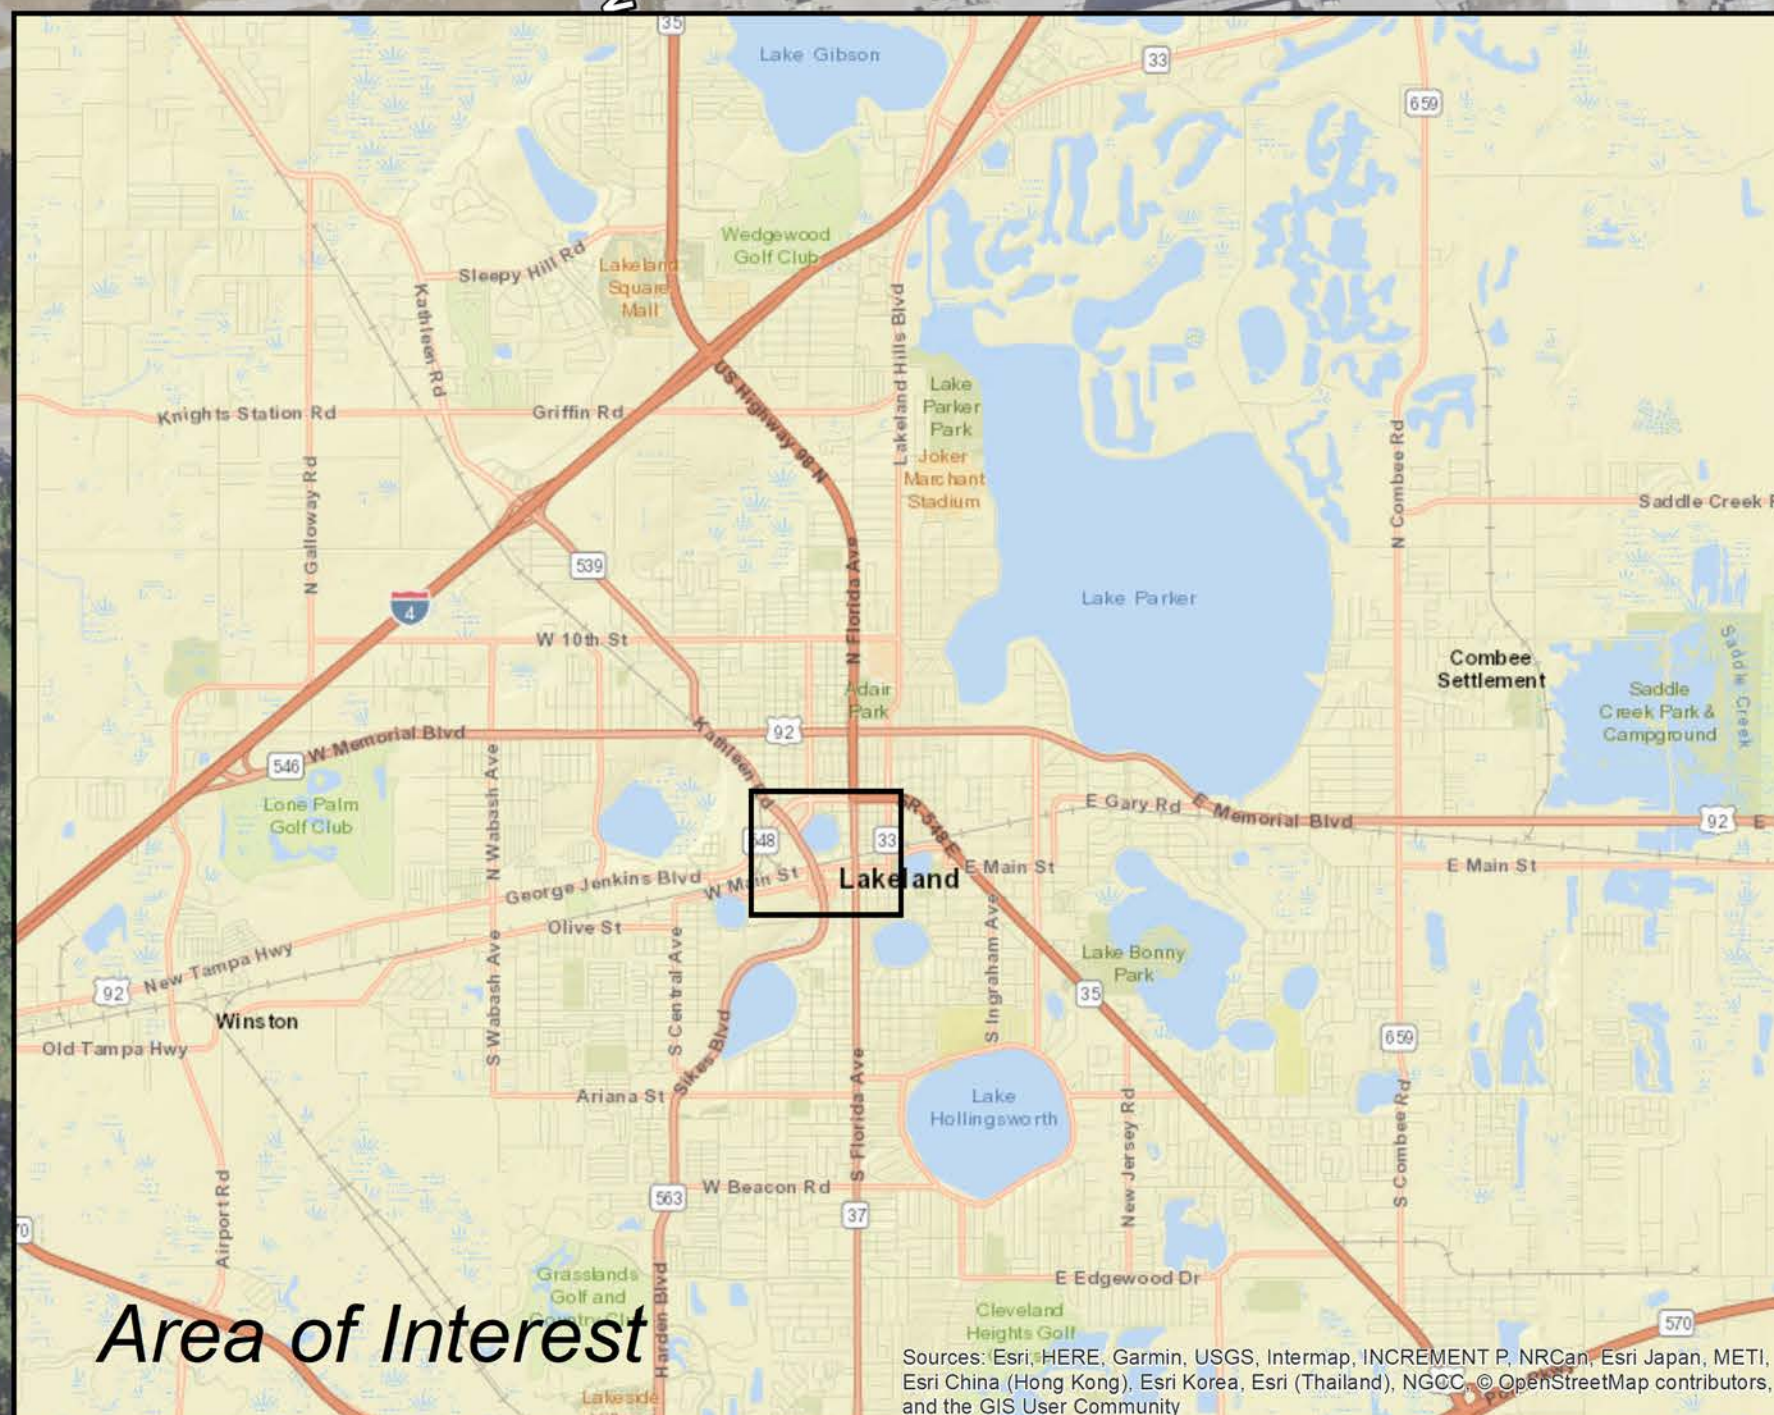 35
Lake Gibson
33
659
Wedgewood
Golf Club
Sleepy Hill Rd
Lakeland
Square
Mall
Kathleen Rd
Lakeland Hills Blvd
US Highway 98 N
Lake
Parker
Park
Knights Station Rd
Griffin Rd
N Combee Rd
Joker
Marchant
Stadium
Saddle Creek
N Galloway Rd
539
N Florida Ave
4
Lake Parker
W 10th St
Combee
Settlement
Saddle Creek
Adair
Park
Saddle
Creek Park &
Campground
W Memorial Blvd
92
Kathleen Rd
546
N Wabash Ave
Lone Palm
Golf Club
SR-548 E
E Gary Rd
E Memorial Blvd
92
E
548
33
George Jenkins Blvd
W Main St
Lakeland
E Main St
E Main St
Olive St
S Ingraham Ave
New Tampa Hwy
S Wabash Ave
S Central Ave
Lake Bonny
Park
92
35
Winston
Sikes Blvd
659
Old Tampa Hwy
S Florida Ave
Ariana St
Lake
Hollingsworth
New Jersey Rd
S Combee Rd
W Beacon Rd
563
37
Airport Rd
Grasslands
Golf and
E Edgewood Dr
Harden Blvd
Cleveland
Heights Golf
570
Area of Interest
Lakeside
Sources: Esri, HERE, Garmin, USGS, Intermap, INCREMENT P, NRCan, Esri Japan, METI,
Esri China (Hong Kong), Esri Korea, Esri (Thailand), NGCC, © OpenStreetMap contributors,
and the GIS User Community